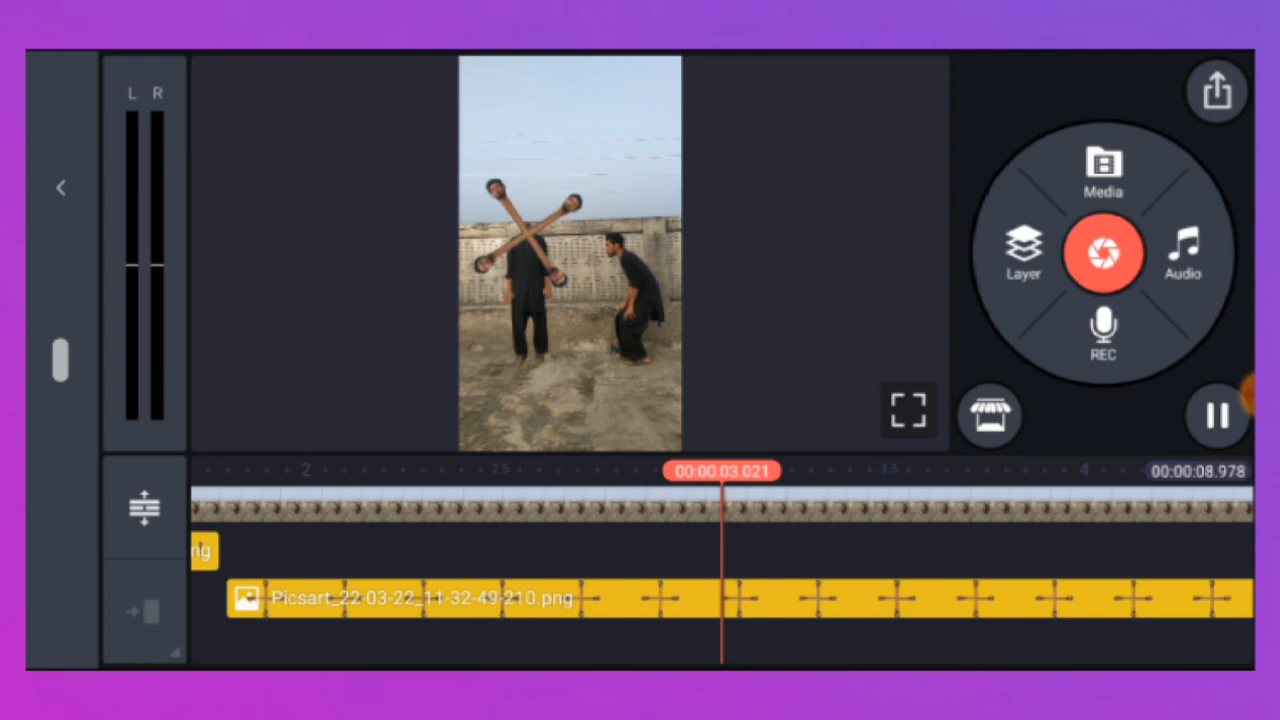 L R
Media
Layer
Audio
REC
2 2.5 00:00:03.021 3.5 4 00:00:08.978
ng
Picsart_22-03-22_11-32-49-210.png